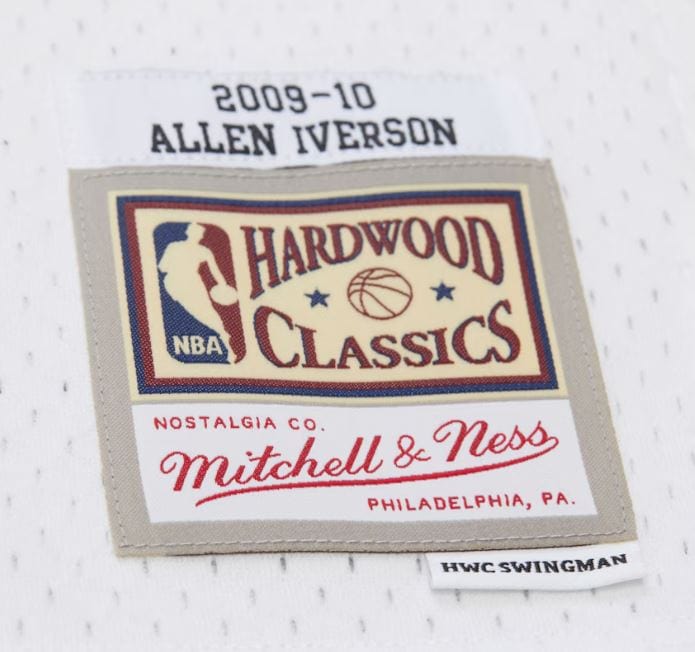 2009-10
ALLEN IVERSON
HARDWOOD
CLASSICS
NBA
NOSTALGIA CO.
Mitchell & Ness
PHILADELPHIA, PA.
HWC SWINGMAN